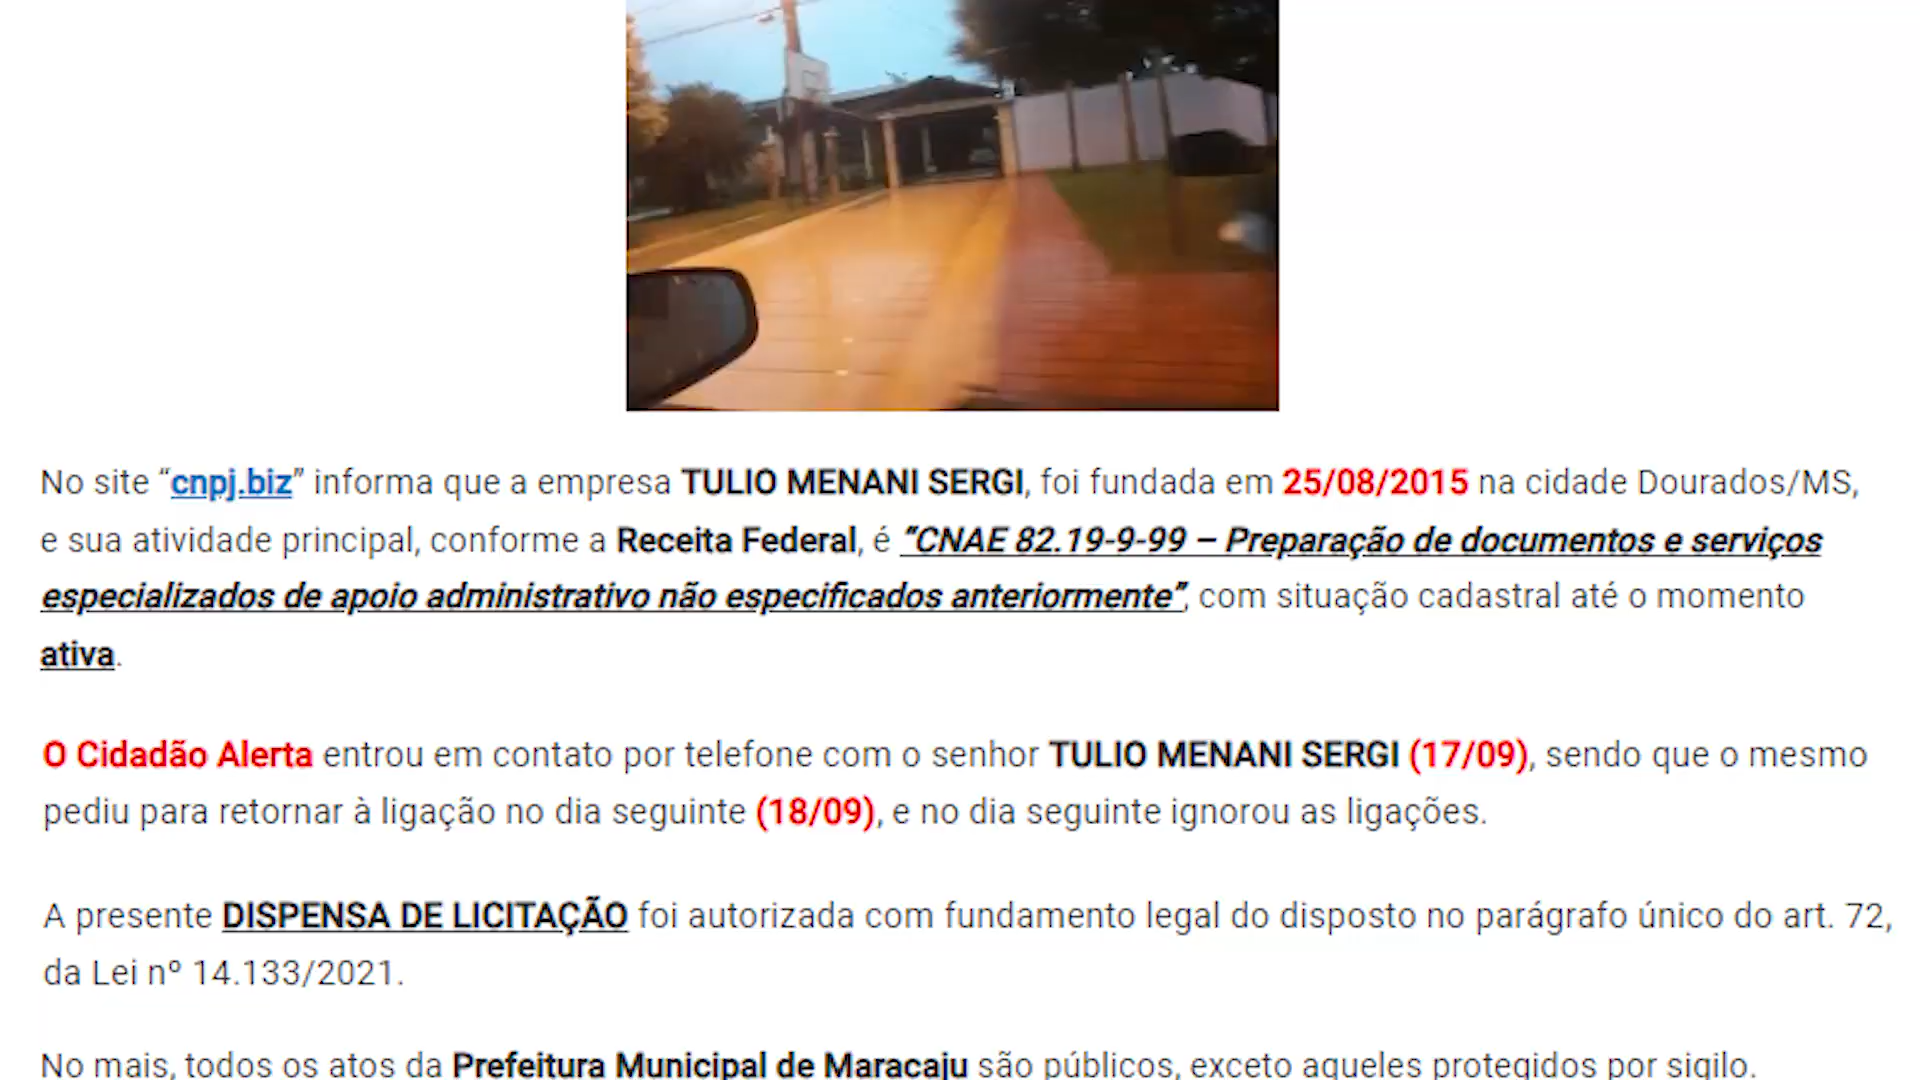 No site “cnpj.biz” informa que a empresa TULIO MENANI SERGI, foi fundada em 25/08/2015 na cidade Dourados/MS,
e sua atividade principal, conforme a Receita Federal, é “CNAE 82.19-9-99 – Preparação de documentos e serviços
especializados de apoio administrativo não especificados anteriormente”, com situação cadastral até o momento
ativa.
O Cidadão Alerta entrou em contato por telefone com o senhor TULIO MENANI SERGI (17/09), sendo que o mesmo
pediu para retornar à ligação no dia seguinte (18/09), e no dia seguinte ignorou as ligações.
A presente DISPENSA DE LICITAÇÃO foi autorizada com fundamento legal do disposto no parágrafo único do art. 72,
da Lei nº 14.133/2021.
No mais, todos os atos da Prefeitura Municipal de Maracaju são públicos, exceto aqueles protegidos por sigilo.